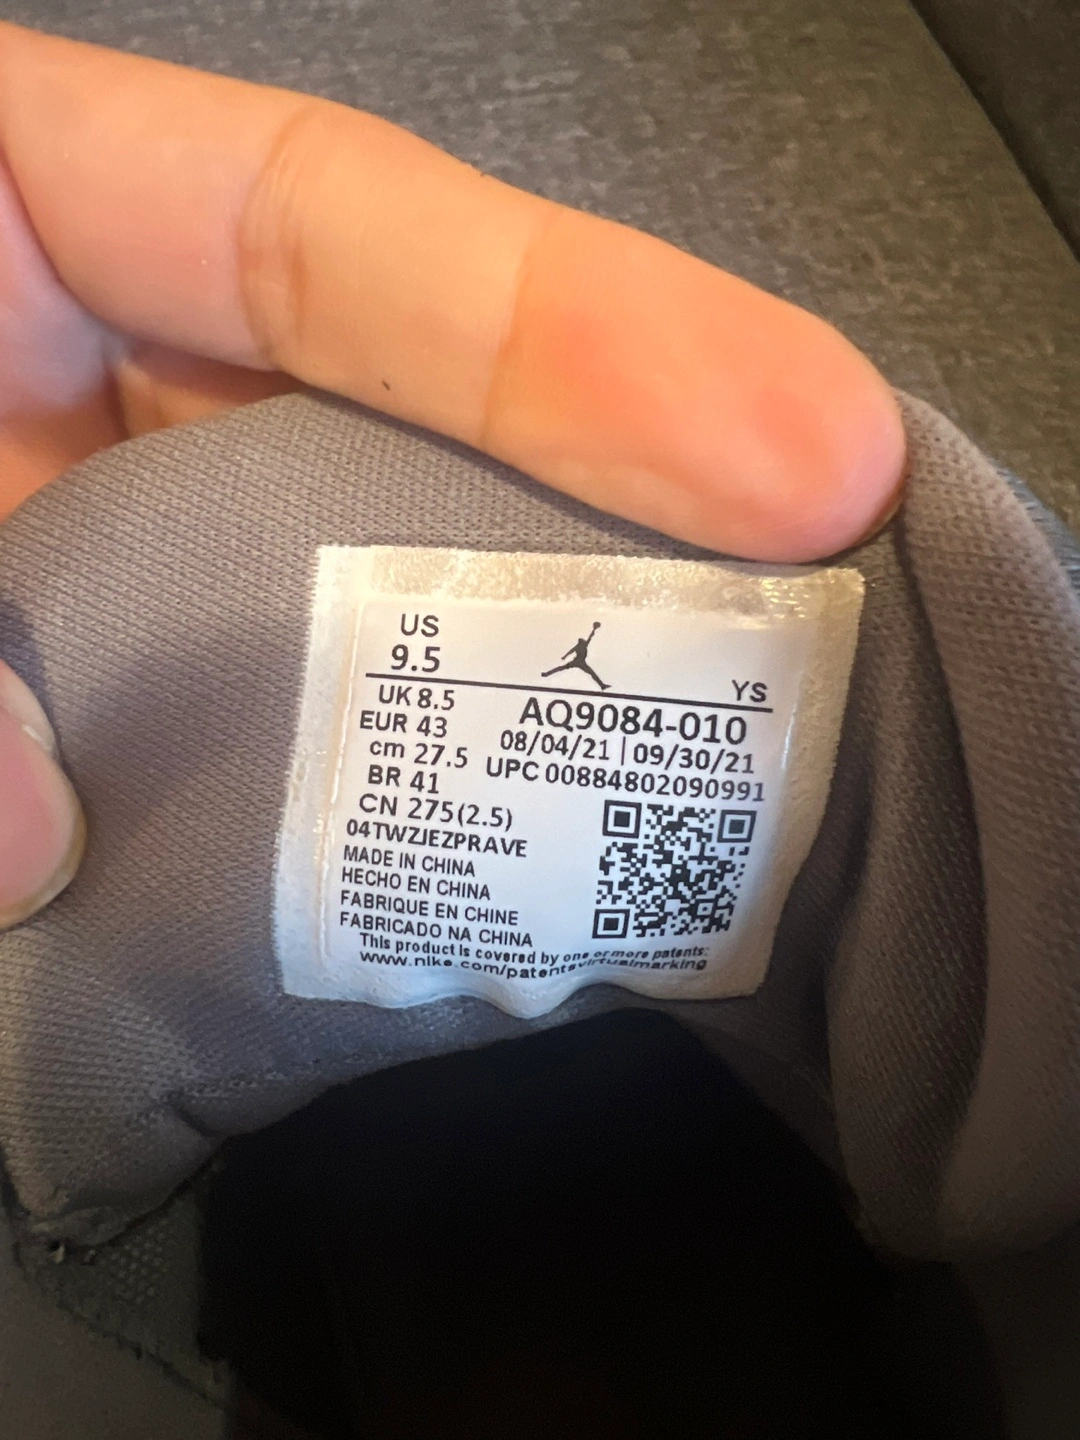 US
9.5
YS
UK 8.5
EUR 43
cm 27.5
BR 41
CN 275(2.5)
AQ9084-010
08/04/21 | 09/30/21
UPC 00884802090991
04TWZJEZPRAVE
MADE IN CHINA
HECHO EN CHINA
FABRIQUE EN CHINE
FABRICADO NA CHINA
This product is covered by one or more patents:
www.nike.com/patentsvirtualmarking